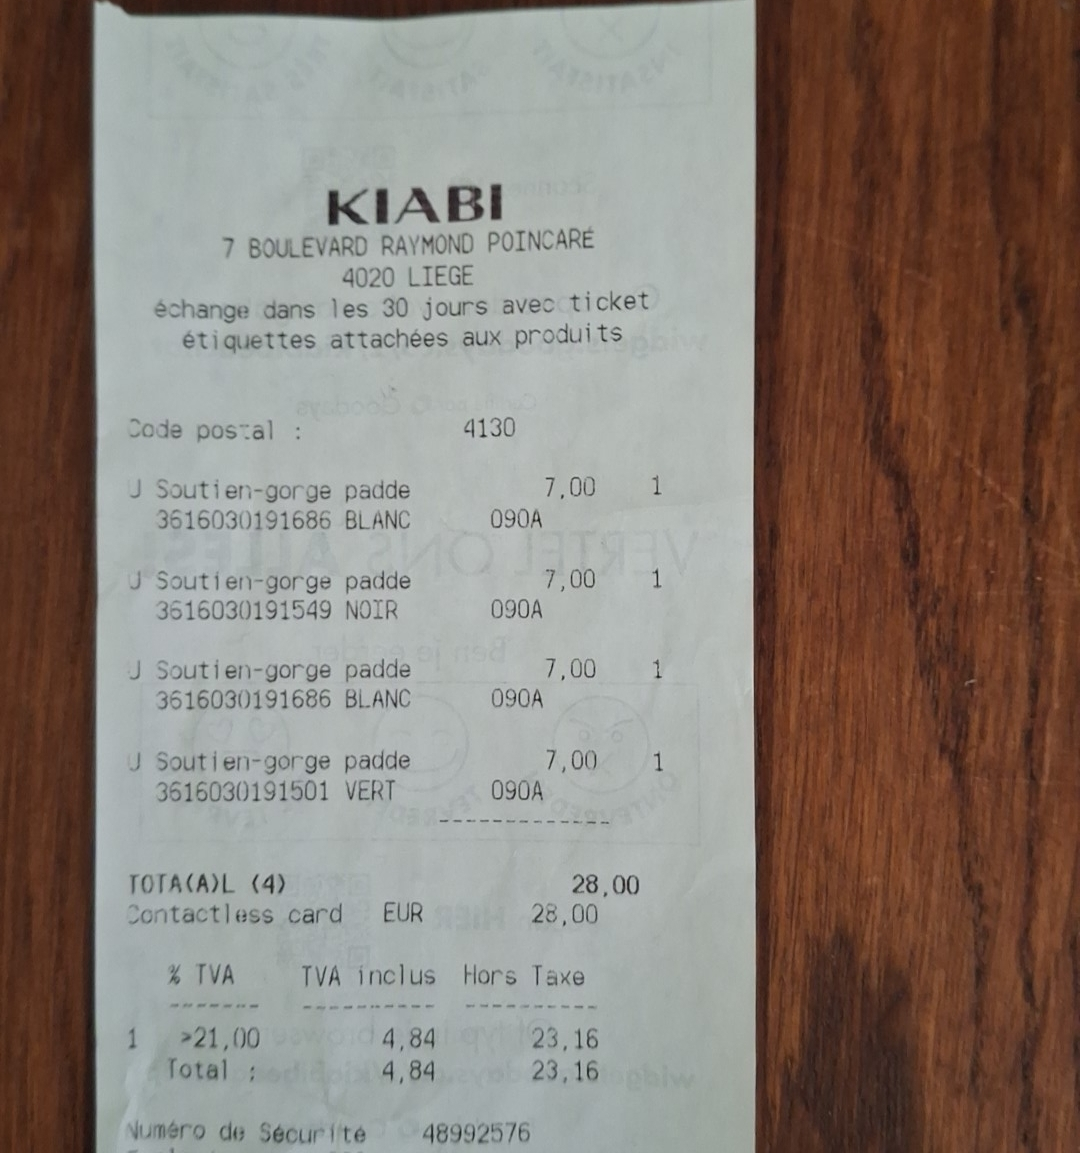 KIABI
7 BOULEVARD RAYMOND POINCARÉ
4020 LIEGE
échange dans les 30 jours avec ticket
étiquettes attachées aux produits
Code postal : 4130
J Soutien-gorge padde 7,00 1
3616030191686 BLANC 090A
J Soutien-gorge padde 7,00 1
3616030191549 NOIR 090A
J Soutien-gorge padde 7,00 1
3616030191686 BLANC 090A
J Soutien-gorge padde 7,00 1
3616030191501 VERT 090A
-------------
TOTA(A)L (4) 28,00
Contactless card EUR 28,00
% TVA TVA inclus Hors Taxe
------- ---------- ----------
1 >21,00 4,84 23,16
Total : 4,84 23,16
Numéro de Sécurité 48992576